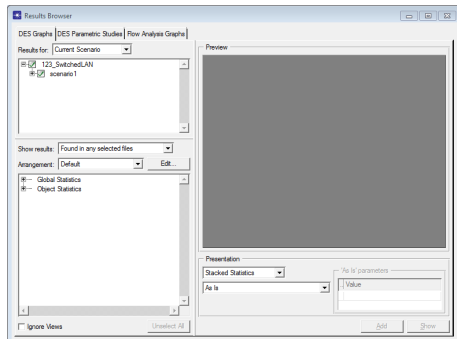 Results Browser
DES Graphs DES Parametric Studies Flow Analysis Graphs
Results for: Current Scenario
123_SwitchedLAN
scenario1
Show results: Found in any selected files
Arrangement: Default Edit...
Global Statistics
Object Statistics
Ignore Views Unselect All
Preview
Presentation
Stacked Statistics
As Is
'As Is' parameters
... Value
Add Show